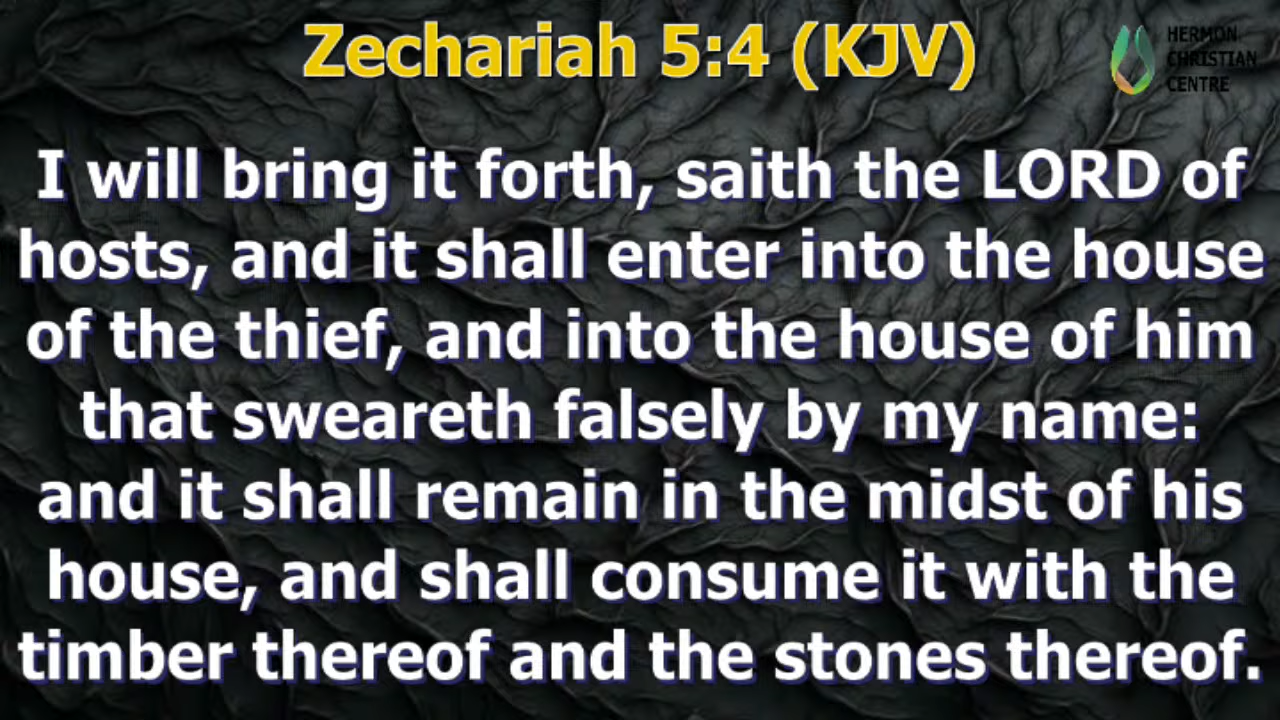 Zechariah 5:4 (KJV)
HERMON
CHRISTIAN
CENTRE
I will bring it forth, saith the LORD of
hosts, and it shall enter into the house
of the thief, and into the house of him
that sweareth falsely by my name:
and it shall remain in the midst of his
house, and shall consume it with the
timber thereof and the stones thereof.